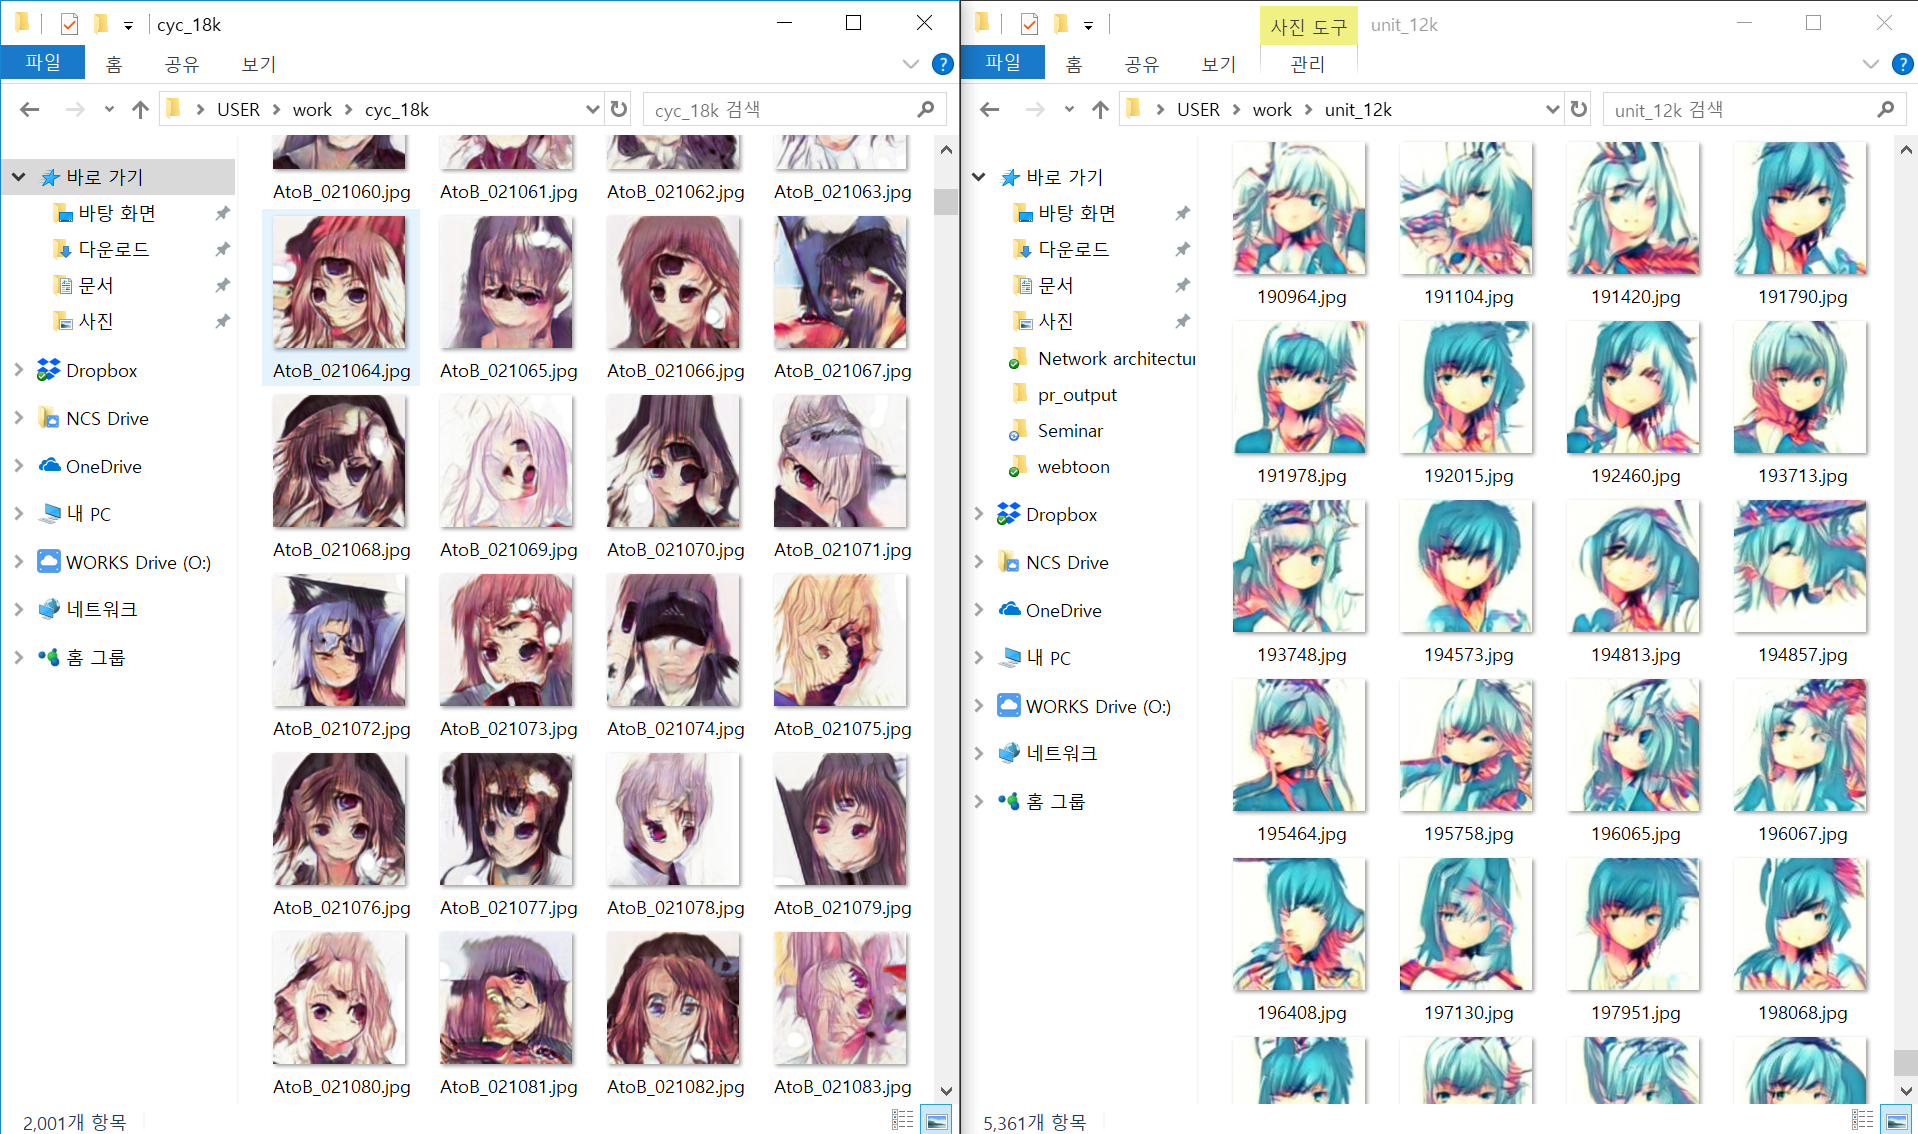 cyc_18k
파일
홈
공유
보기
?
USER
work
cyc_18k
cyc_18k 검색
바로 가기
바탕 화면
다운로드
문서
사진
Dropbox
NCS Drive
OneDrive
내 PC
WORKS Drive (O:)
네트워크
홈 그룹
AtoB_021060.jpg
AtoB_021061.jpg
AtoB_021062.jpg
AtoB_021063.jpg
AtoB_021064.jpg
AtoB_021065.jpg
AtoB_021066.jpg
AtoB_021067.jpg
AtoB_021068.jpg
AtoB_021069.jpg
AtoB_021070.jpg
AtoB_021071.jpg
AtoB_021072.jpg
AtoB_021073.jpg
AtoB_021074.jpg
AtoB_021075.jpg
AtoB_021076.jpg
AtoB_021077.jpg
AtoB_021078.jpg
AtoB_021079.jpg
AtoB_021080.jpg
AtoB_021081.jpg
AtoB_021082.jpg
AtoB_021083.jpg
2,001개 항목
사진 도구
unit_12k
파일
홈
공유
보기
관리
?
USER
work
unit_12k
unit_12k 검색
바로 가기
바탕 화면
다운로드
문서
사진
Network architectur
pr_output
Seminar
webtoon
Dropbox
NCS Drive
OneDrive
내 PC
WORKS Drive (O:)
네트워크
홈 그룹
190964.jpg
191104.jpg
191420.jpg
191790.jpg
191978.jpg
192015.jpg
192460.jpg
193713.jpg
193748.jpg
194573.jpg
194813.jpg
194857.jpg
195464.jpg
195758.jpg
196065.jpg
196067.jpg
196408.jpg
197130.jpg
197951.jpg
198068.jpg
5,361개 항목